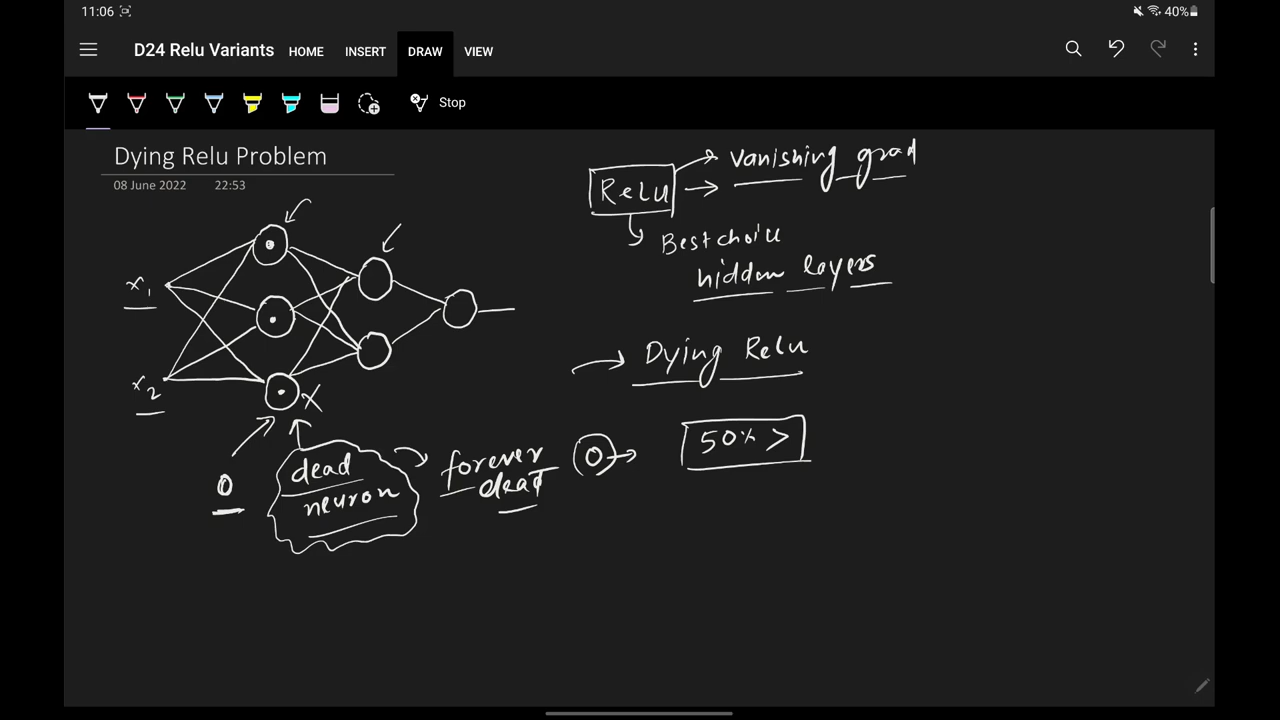 11:06
40%
D24 Relu Variants HOME INSERT DRAW VIEW
Stop
Dying Relu Problem
08 June 2022 22:53
Relu
vanishing grad
Best choice
hidden layers
x1
x2
X
Dying Relu
50% >
0
dead
neuron
forever
dead
0